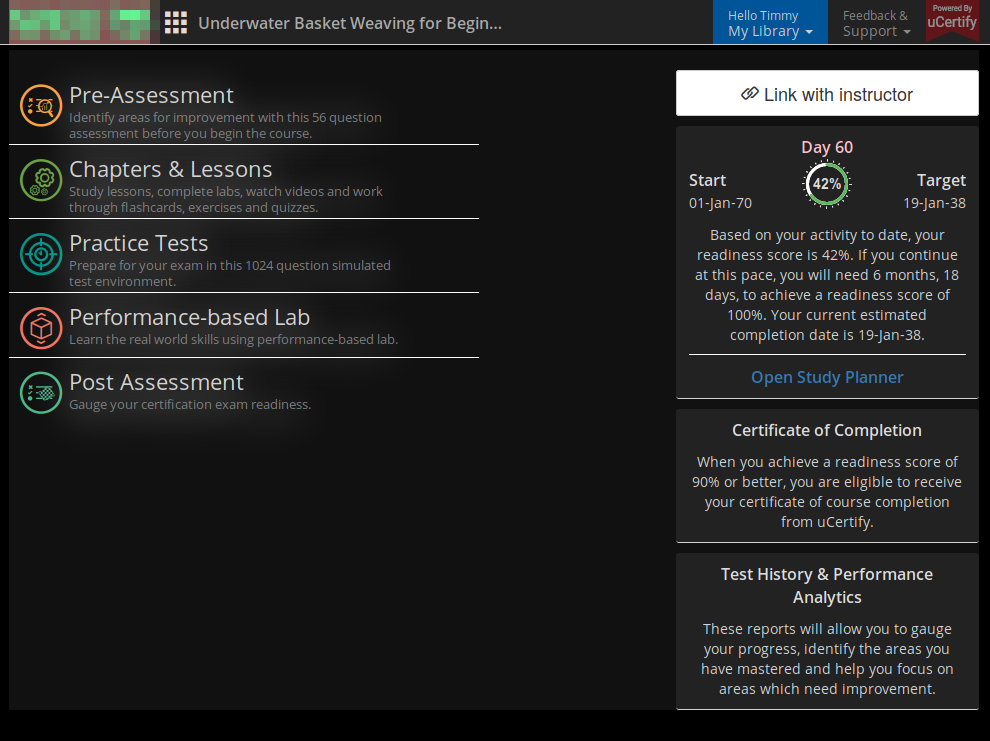 Underwater Basket Weaving for Begin...
Hello Timmy
My Library
Feedback &
Support
Powered By
uCertify
Pre-Assessment
Identify areas for improvement with this 56 question
assessment before you begin the course.
Chapters & Lessons
Study lessons, complete labs, watch videos and work
through flashcards, exercises and quizzes.
Practice Tests
Prepare for your exam in this 1024 question simulated
test environment.
Performance-based Lab
Learn the real world skills using performance-based lab.
Post Assessment
Gauge your certification exam readiness.
Link with instructor
Day 60
Start
01-Jan-70
42%
Target
19-Jan-38
Based on your activity to date, your
readiness score is 42%. If you continue
at this pace, you will need 6 months, 18
days, to achieve a readiness score of
100%. Your current estimated
completion date is 19-Jan-38.
Open Study Planner
Certificate of Completion
When you achieve a readiness score of
90% or better, you are eligible to receive
your certificate of course completion
from uCertify.
Test History & Performance
Analytics
These reports will allow you to gauge
your progress, identify the areas you
have mastered and help you focus on
areas which need improvement.